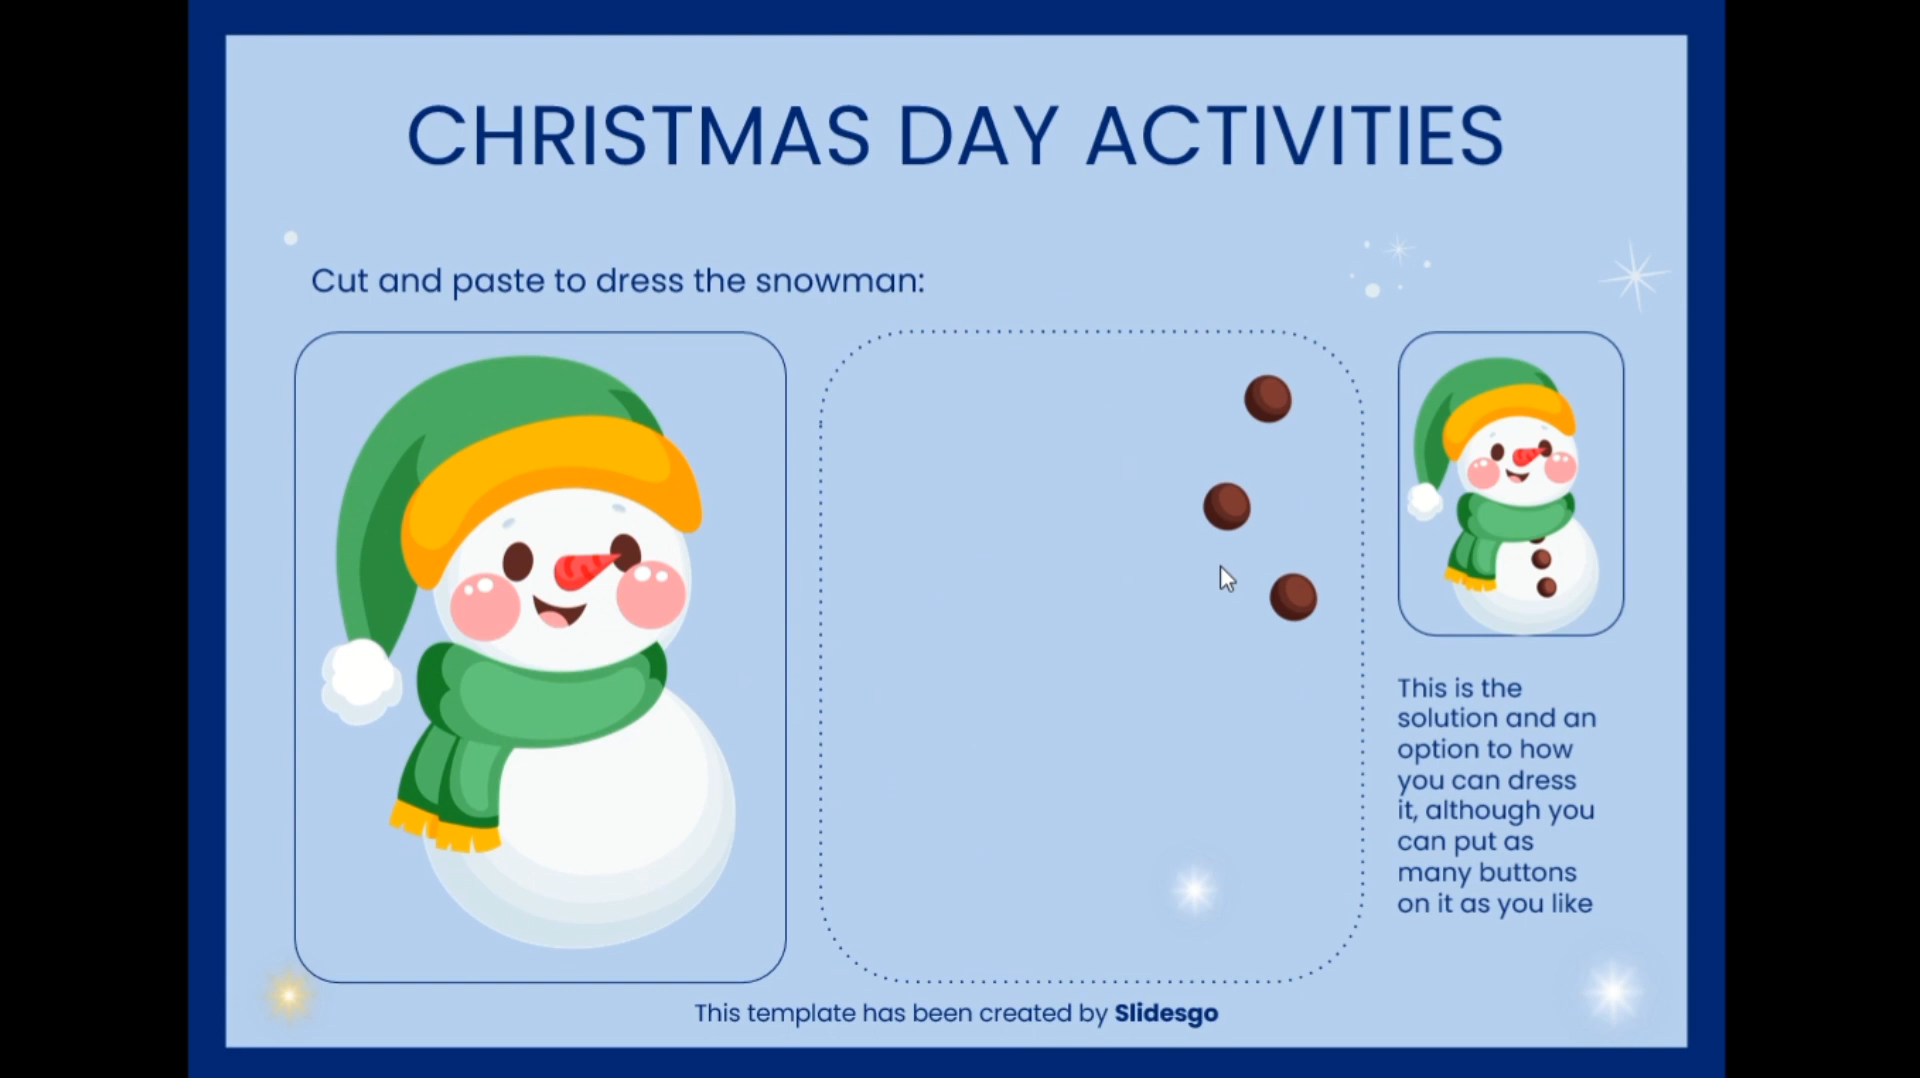 CHRISTMAS DAY ACTIVITIES
Cut and paste to dress the snowman:
This is the
solution and an
option to how
you can dress
it, although you
can put as
many buttons
on it as you like
This template has been created by Slidesgo